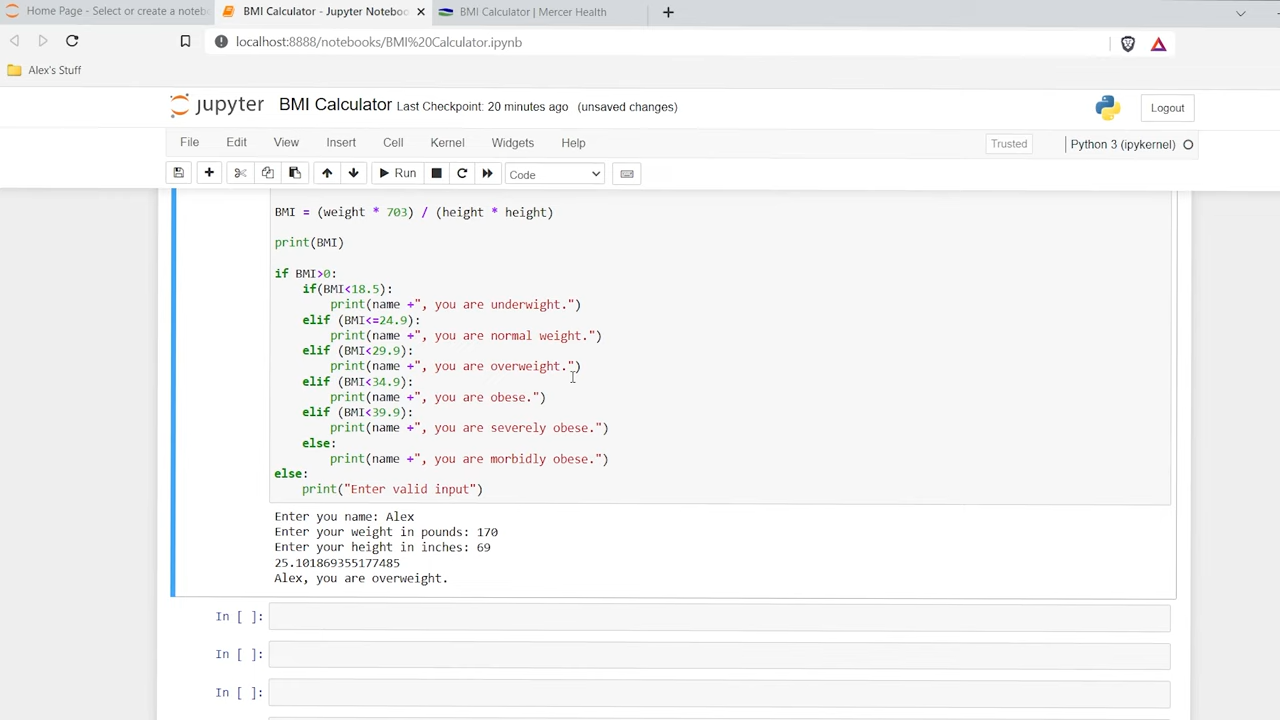 Home Page - Select or create a noteb
BMI Calculator - Jupyter Noteboo
BMI Calculator | Mercer Health
localhost:8888/notebooks/BMI%20Calculator.ipynb
Alex's Stuff
jupyter BMI Calculator Last Checkpoint: 20 minutes ago (unsaved changes)
Logout
File Edit View Insert Cell Kernel Widgets Help
Trusted
Python 3 (ipykernel)
Run
Code
BMI = (weight * 703) / (height * height)
print(BMI)
if BMI>0:
if(BMI<18.5):
print(name +", you are underwight.")
elif (BMI<=24.9):
print(name +", you are normal weight.")
elif (BMI<29.9):
print(name +", you are overweight.")
elif (BMI<34.9):
print(name +", you are obese.")
elif (BMI<39.9):
print(name +", you are severely obese.")
else:
print(name +", you are morbidly obese.")
else:
print("Enter valid input")
Enter you name: Alex
Enter your weight in pounds: 170
Enter your height in inches: 69
25.101869355177485
Alex, you are overweight.
In [ ]:
In [ ]:
In [ ]: